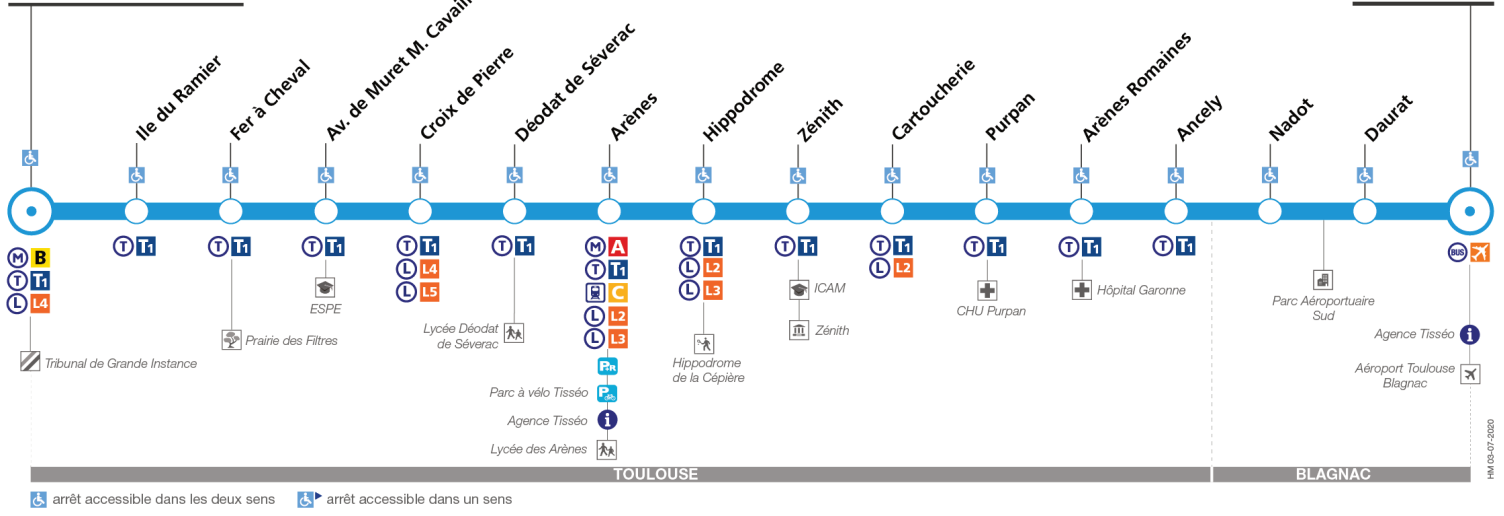 Ile du Ramier
Fer à Cheval
Av. de Muret M.
Croix de Pierre
Déodat de Séverac
Arènes
Hippodrome
Zénith
Cartoucherie
Purpan
Arènes Romaines
Ancely
Nadot
Daurat
M B
T T1
L L4
T T1
T T1
T T1
T T1
L L4
L L5
T T1
M A
T T1
C
L L2
L L3
P+R
P
i
T T1
L L2
L L3
T T1
T T1
L L2
T T1
T T1
T T1
BUS
Tribunal de Grande Instance
Prairie des Filtres
ESPE
Lycée Déodat
de Séverac
Parc à vélo Tisséo
Agence Tisséo
Lycée des Arènes
Hippodrome
de la Cépière
ICAM
Zénith
CHU Purpan
Hôpital Garonne
Parc Aéroportuaire
Sud
Agence Tisséo
i
Aéroport Toulouse
Blagnac
TOULOUSE
BLAGNAC
arrêt accessible dans les deux sens
arrêt accessible dans un sens
HM 03-07-2020